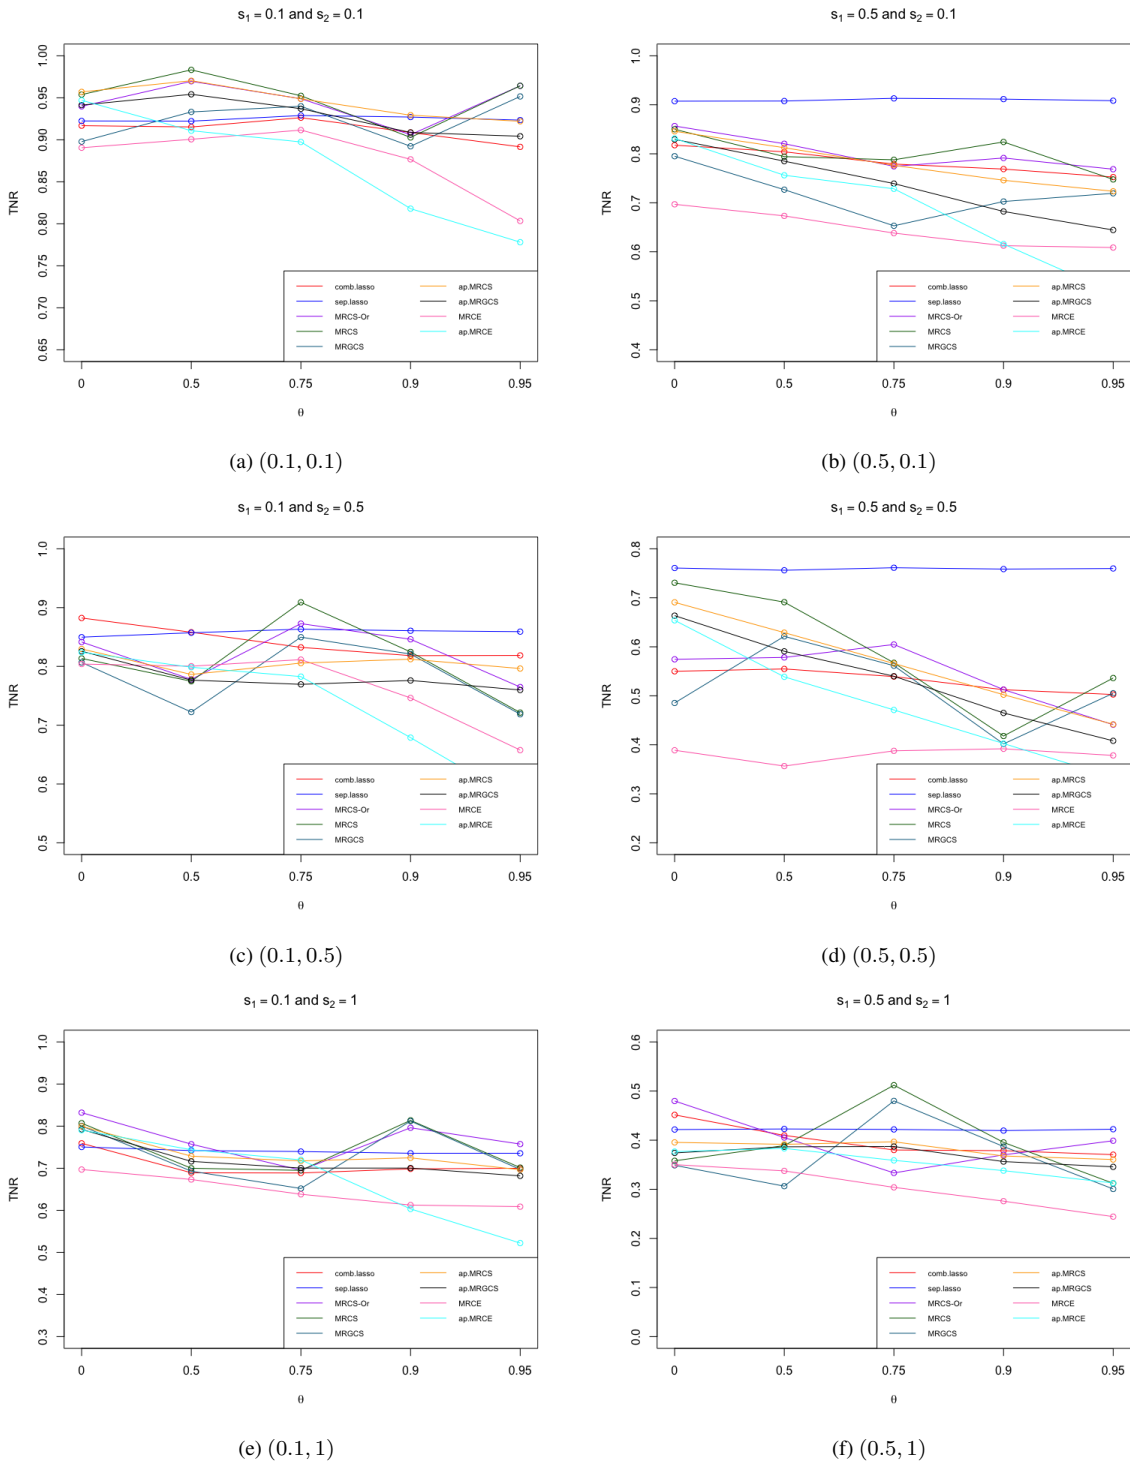 s1 = 0.1 and s2 = 0.1
TNR
1.00
0.95
0.90
0.85
0.80
0.75
0.70
0.65
comb.lasso
sep.lasso
MRCS-Or
MRCS
MRGCS
ap.MRCS
ap.MRGCS
MRCE
ap.MRCE
0 0.5 0.75 0.9 0.95
θ
(a) (0.1, 0.1)
s1 = 0.5 and s2 = 0.1
TNR
1.0
0.9
0.8
0.7
0.6
0.5
0.4
comb.lasso
sep.lasso
MRCS-Or
MRCS
MRGCS
ap.MRCS
ap.MRGCS
MRCE
ap.MRCE
0 0.5 0.75 0.9 0.95
θ
(b) (0.5, 0.1)
s1 = 0.1 and s2 = 0.5
TNR
1.0
0.9
0.8
0.7
0.6
0.5
comb.lasso
sep.lasso
MRCS-Or
MRCS
MRGCS
ap.MRCS
ap.MRGCS
MRCE
ap.MRCE
0 0.5 0.75 0.9 0.95
θ
(c) (0.1, 0.5)
s1 = 0.5 and s2 = 0.5
TNR
0.8
0.7
0.6
0.5
0.4
0.3
0.2
comb.lasso
sep.lasso
MRCS-Or
MRCS
MRGCS
ap.MRCS
ap.MRGCS
MRCE
ap.MRCE
0 0.5 0.75 0.9 0.95
θ
(d) (0.5, 0.5)
s1 = 0.1 and s2 = 1
TNR
1.0
0.9
0.8
0.7
0.6
0.5
0.4
0.3
comb.lasso
sep.lasso
MRCS-Or
MRCS
MRGCS
ap.MRCS
ap.MRGCS
MRCE
ap.MRCE
0 0.5 0.75 0.9 0.95
θ
(e) (0.1, 1)
s1 = 0.5 and s2 = 1
TNR
0.6
0.5
0.4
0.3
0.2
0.1
0.0
comb.lasso
sep.lasso
MRCS-Or
MRCS
MRGCS
ap.MRCS
ap.MRGCS
MRCE
ap.MRCE
0 0.5 0.75 0.9 0.95
θ
(f) (0.5, 1)